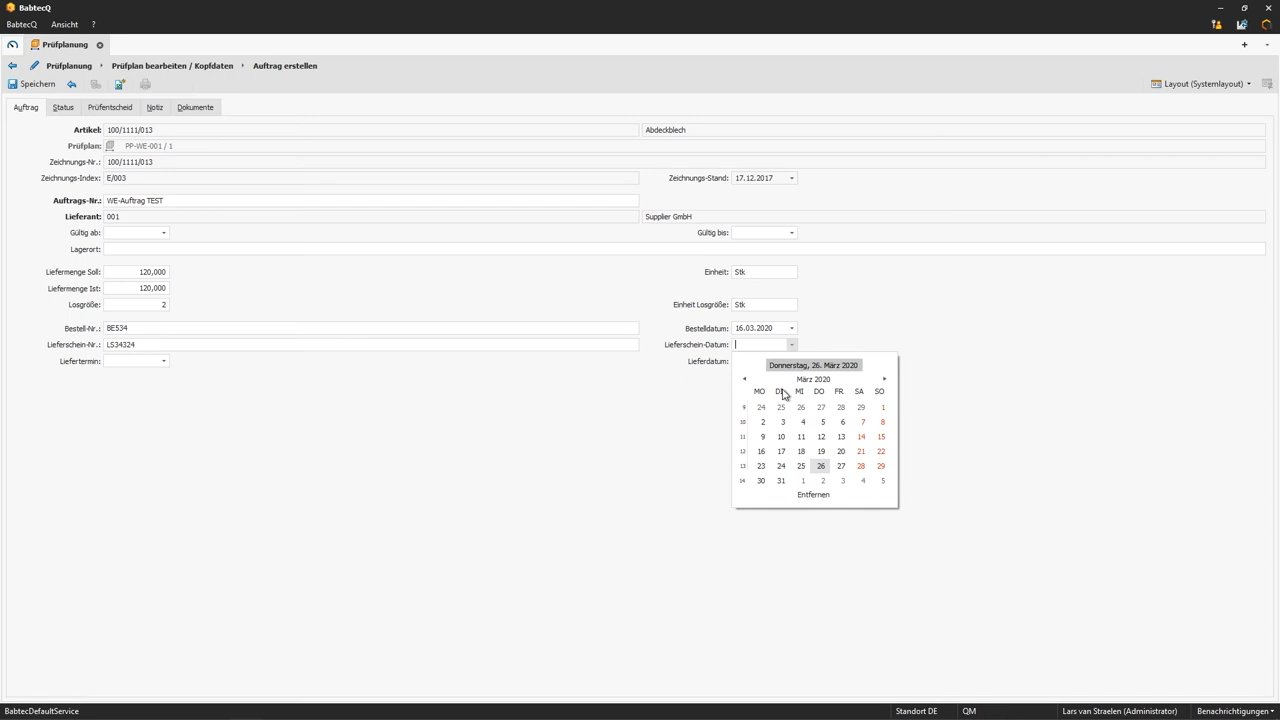 BabtecQ
BabtecQ Ansicht ?
Prüfplanung
Prüfplanung Prüfplan bearbeiten / Kopfdaten Auftrag erstellen
Speichern Layout (Systemlayout)
Auftrag Status Prüfentscheid Notiz Dokumente
Artikel: 100/1111/013 Abdeckblech
Prüfplan: PP-WE-001 / 1
Zeichnungs-Nr.: 100/1111/013
Zeichnungs-Index: E/003 Zeichnungs-Stand: 17.12.2017
Auftrags-Nr.: WE-Auftrag TEST
Lieferant: 001 Supplier GmbH
Gültig ab: Gültig bis:
Lagerort:
Liefermenge Soll: 120,000 Einheit: Stk
Liefermenge Ist: 120,000
Losgröße: 2 Einheit Losgröße: Stk
Bestell-Nr.: BE534 Bestelldatum: 16.03.2020
Lieferschein-Nr.: LS34324 Lieferschein-Datum:
Liefertermin: Lieferdatum:
Donnerstag, 26. März 2020
März 2020
MO DI MI DO FR SA SO
9 24 25 26 27 28 29 1
10 2 3 4 5 6 7 8
11 9 10 11 12 13 14 15
12 16 17 18 19 20 21 22
13 23 24 25 26 27 28 29
14 30 31 1 2 3 4 5
Entfernen
BabtecDefaultService Standort DE QM Lars van Straelen (Administrator) Benachrichtigungen